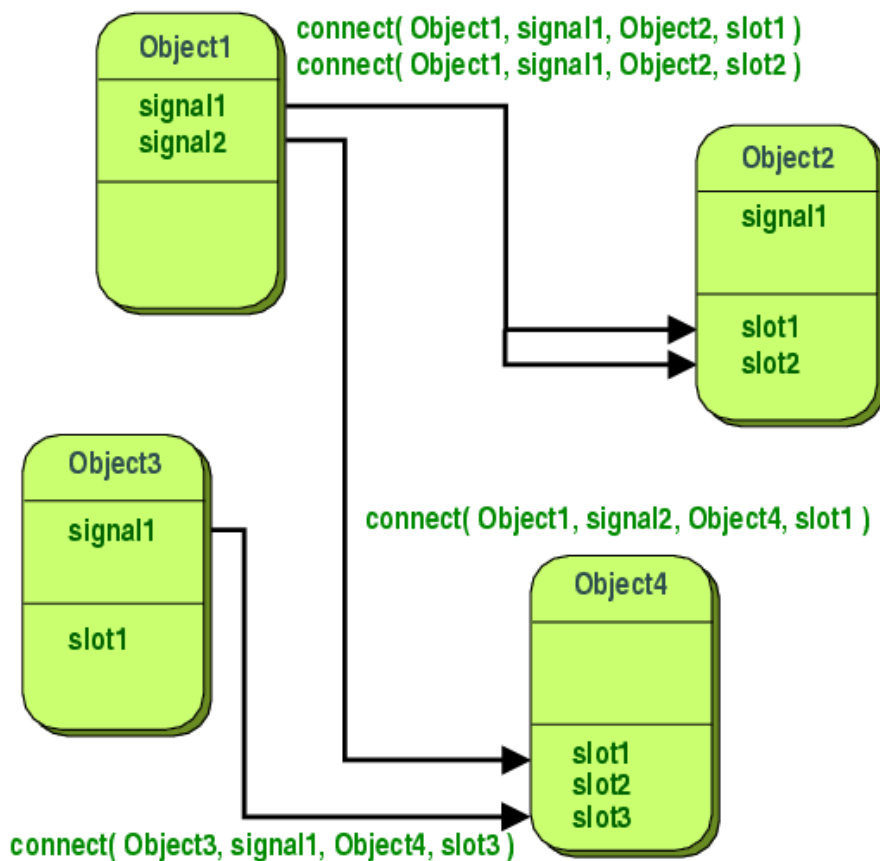 Object1
signal1
signal2
connect( Object1, signal1, Object2, slot1 )
connect( Object1, signal1, Object2, slot2 )
Object2
signal1
slot1
slot2
Object3
signal1
slot1
connect( Object1, signal2, Object4, slot1 )
Object4
slot1
slot2
slot3
connect( Object3, signal1, Object4, slot3 )